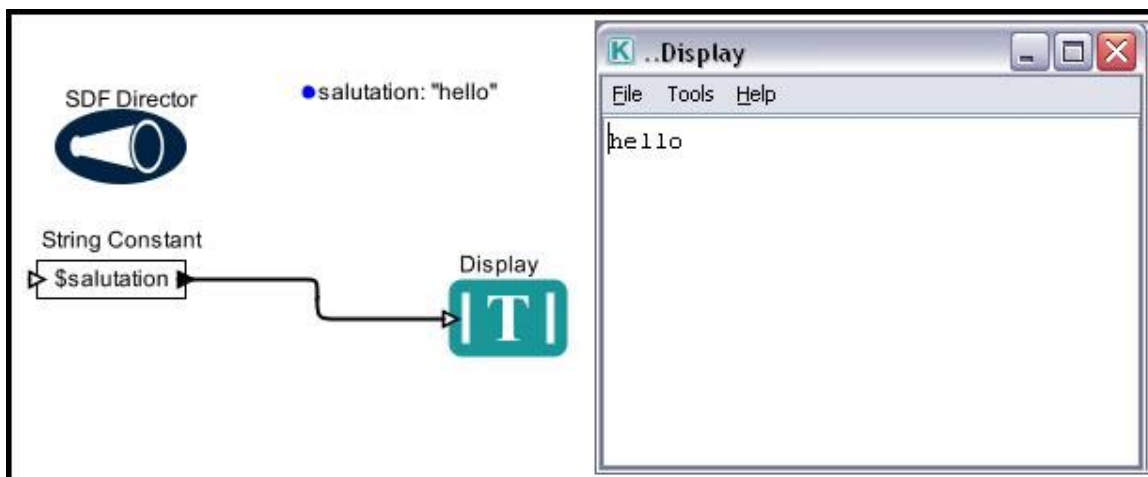 SDF Director
salutation: "hello"
String Constant
$salutation
Display
T
K ..Display
File Tools Help
hello